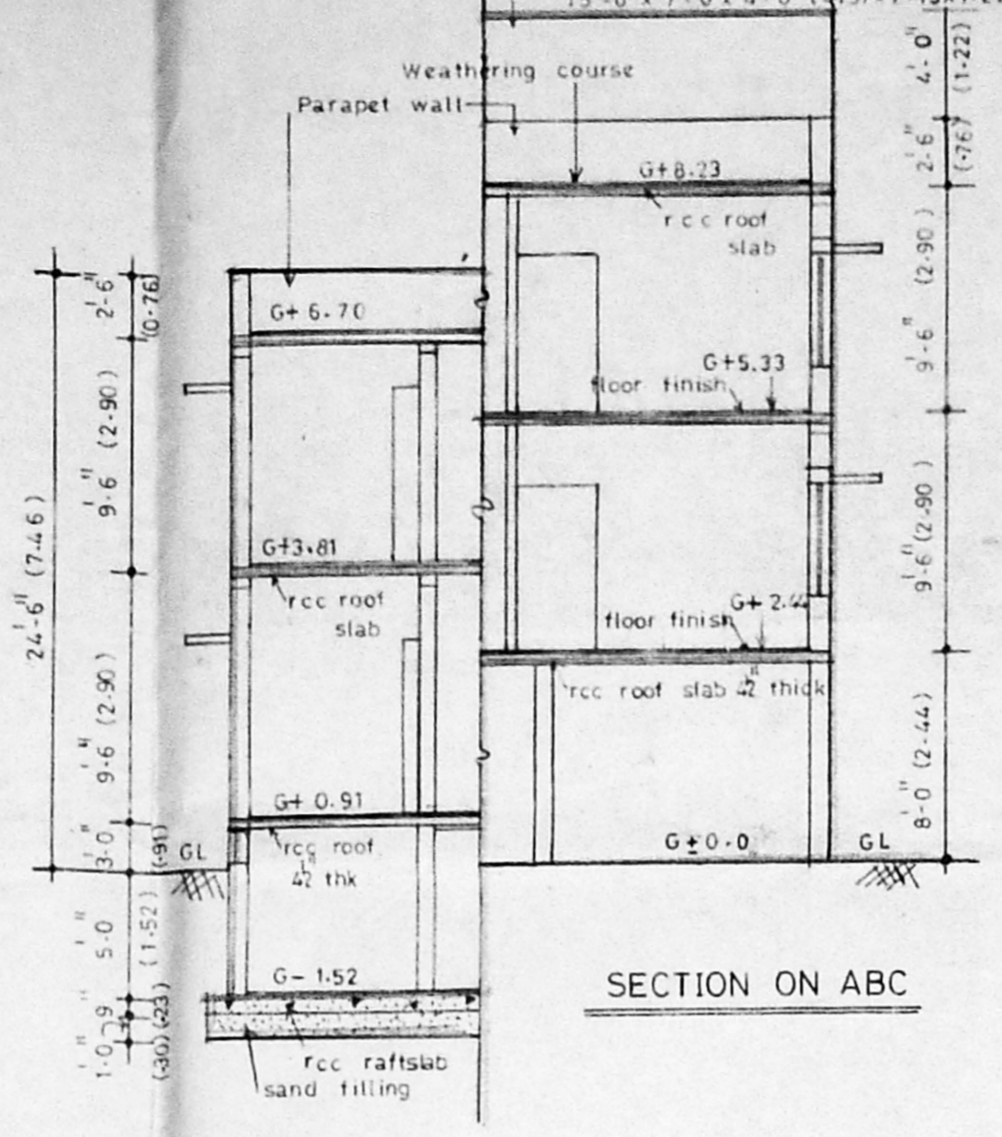 Weathering course
Parapet wall
G+8.23
rcc roof
slab
G+6.70
G+5.33
floor finish
G+3.81
rcc roof
slab
G+2.44
floor finish
rcc roof slab 4½" thick
G+0.91
rcc roof
4½" thk
G±0.0
GL
GL
G-1.52
rcc raftslab
sand filling
SECTION ON ABC
24'-6" (7.46)
2'-6"
(0.76)
9'-6" (2.90)
9'-6" (2.90)
3'-0"
(.91)
5'-0"
(1.52)
9"
(.23)
1'-0"
(.30)
4'-0"
(1.22)
2'-6"
(.76)
9'-6" (2.90)
9'-6" (2.90)
8'-0" (2.44)